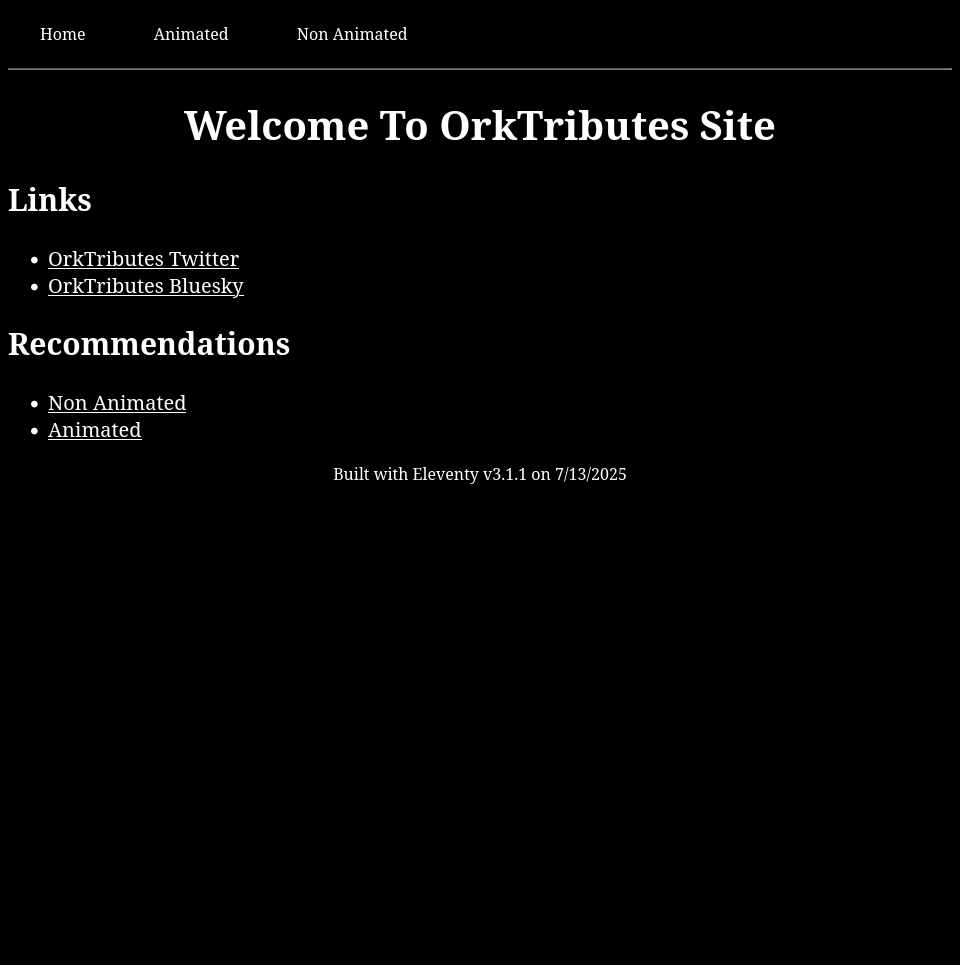 Home Animated Non Animated
Welcome To OrkTributes Site
Links
OrkTributes Twitter
OrkTributes Bluesky
Recommendations
Non Animated
Animated
Built with Eleventy v3.1.1 on 7/13/2025